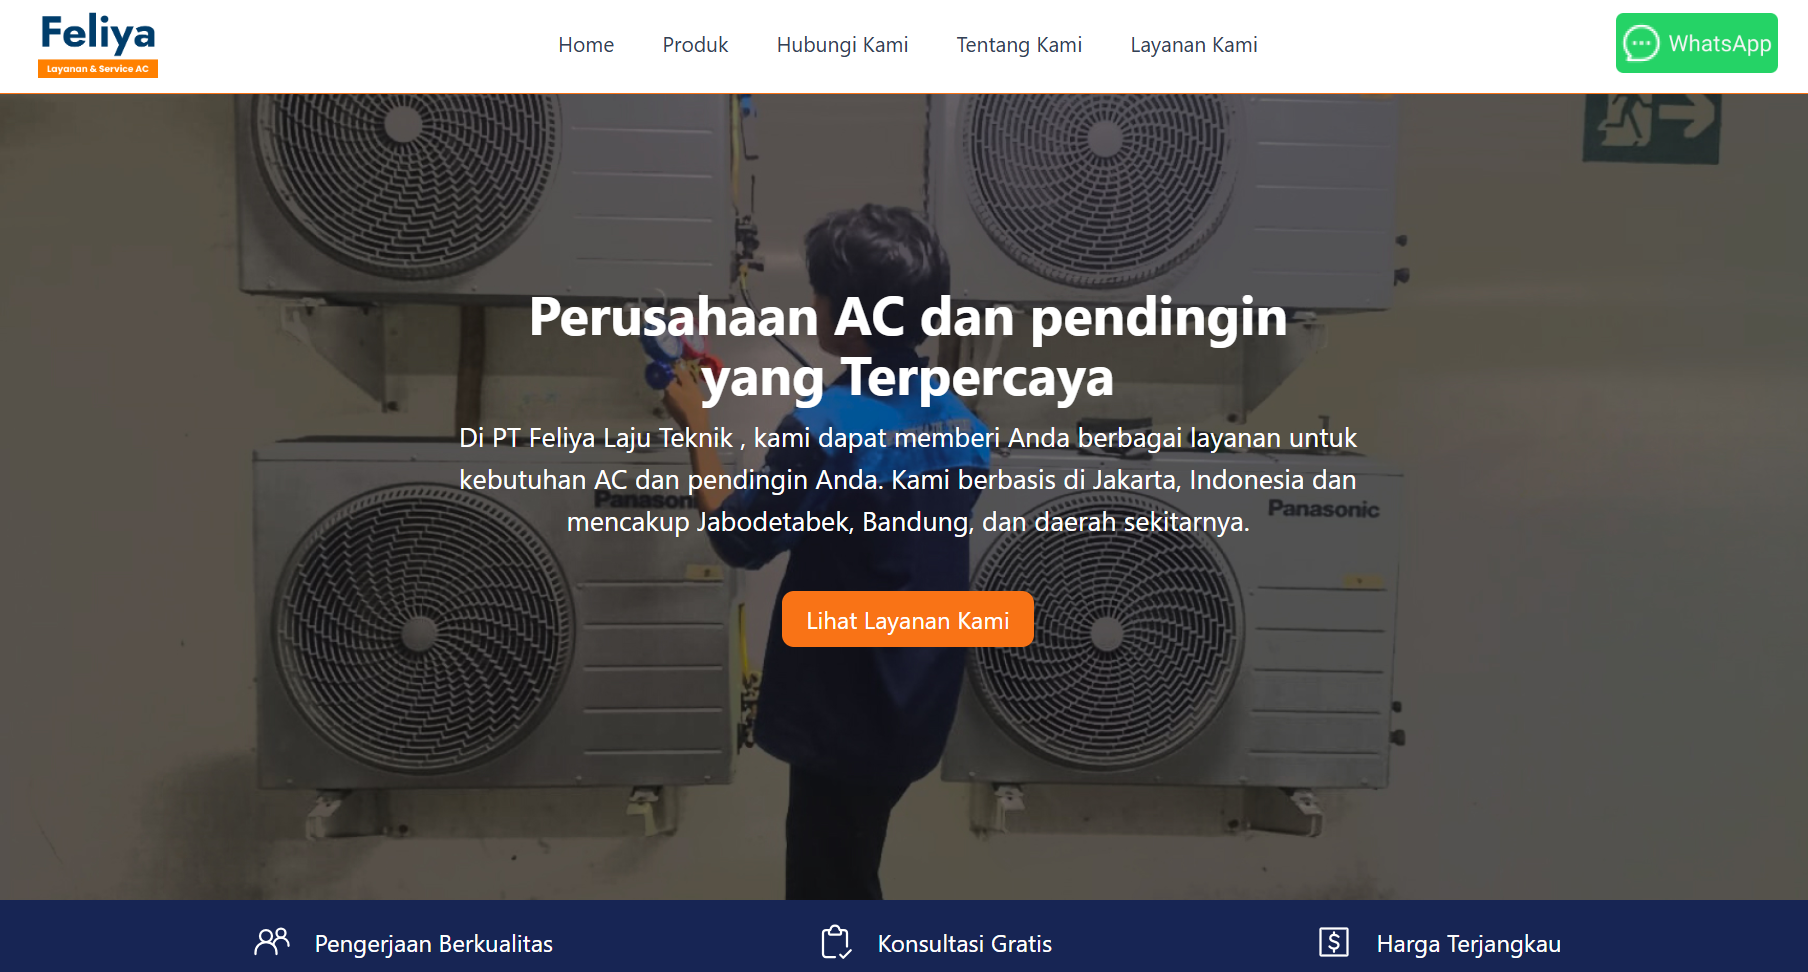 Feliya
Layanan & Service AC
Home
Produk
Hubungi Kami
Tentang Kami
Layanan Kami
WhatsApp
Perusahaan AC dan pendingin
yang Terpercaya
Di PT Feliya Laju Teknik , kami dapat memberi Anda berbagai layanan untuk
kebutuhan AC dan pendingin Anda. Kami berbasis di Jakarta, Indonesia dan
mencakup Jabodetabek, Bandung, dan daerah sekitarnya.
Panasonic
Panasonic
Lihat Layanan Kami
Pengerjaan Berkualitas
Konsultasi Gratis
Harga Terjangkau